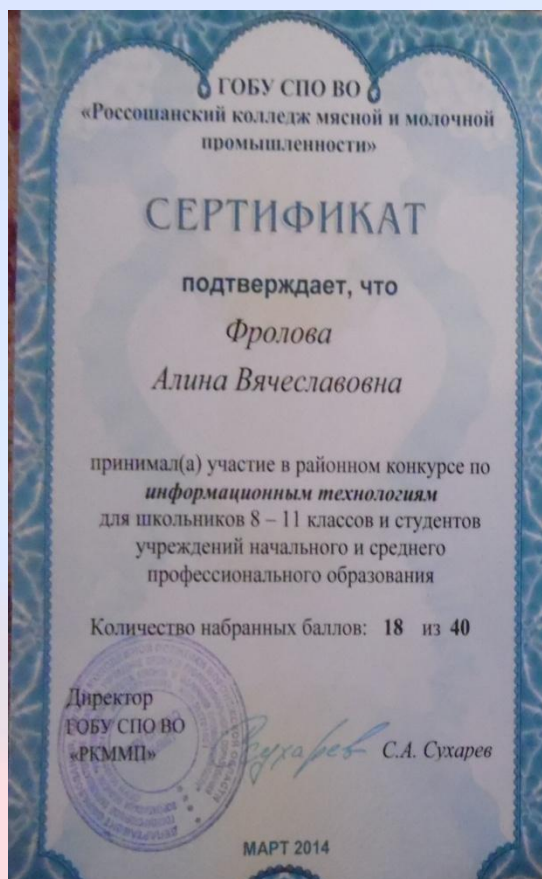 ГОБУ СПО ВО
«Россошанский колледж мясной и молочной
промышленности»
СЕРТИФИКАТ
подтверждает, что
Фролова
Алина Вячеславовна
принимал(а) участие в районном конкурсе по
информационным технологиям
для школьников 8 – 11 классов и студентов
учреждений начального и среднего
профессионального образования
Количество набранных баллов: 18 из 40
Директор
ГОБУ СПО ВО
«РКММП»
Сухарев
С.А. Сухарев
МАРТ 2014